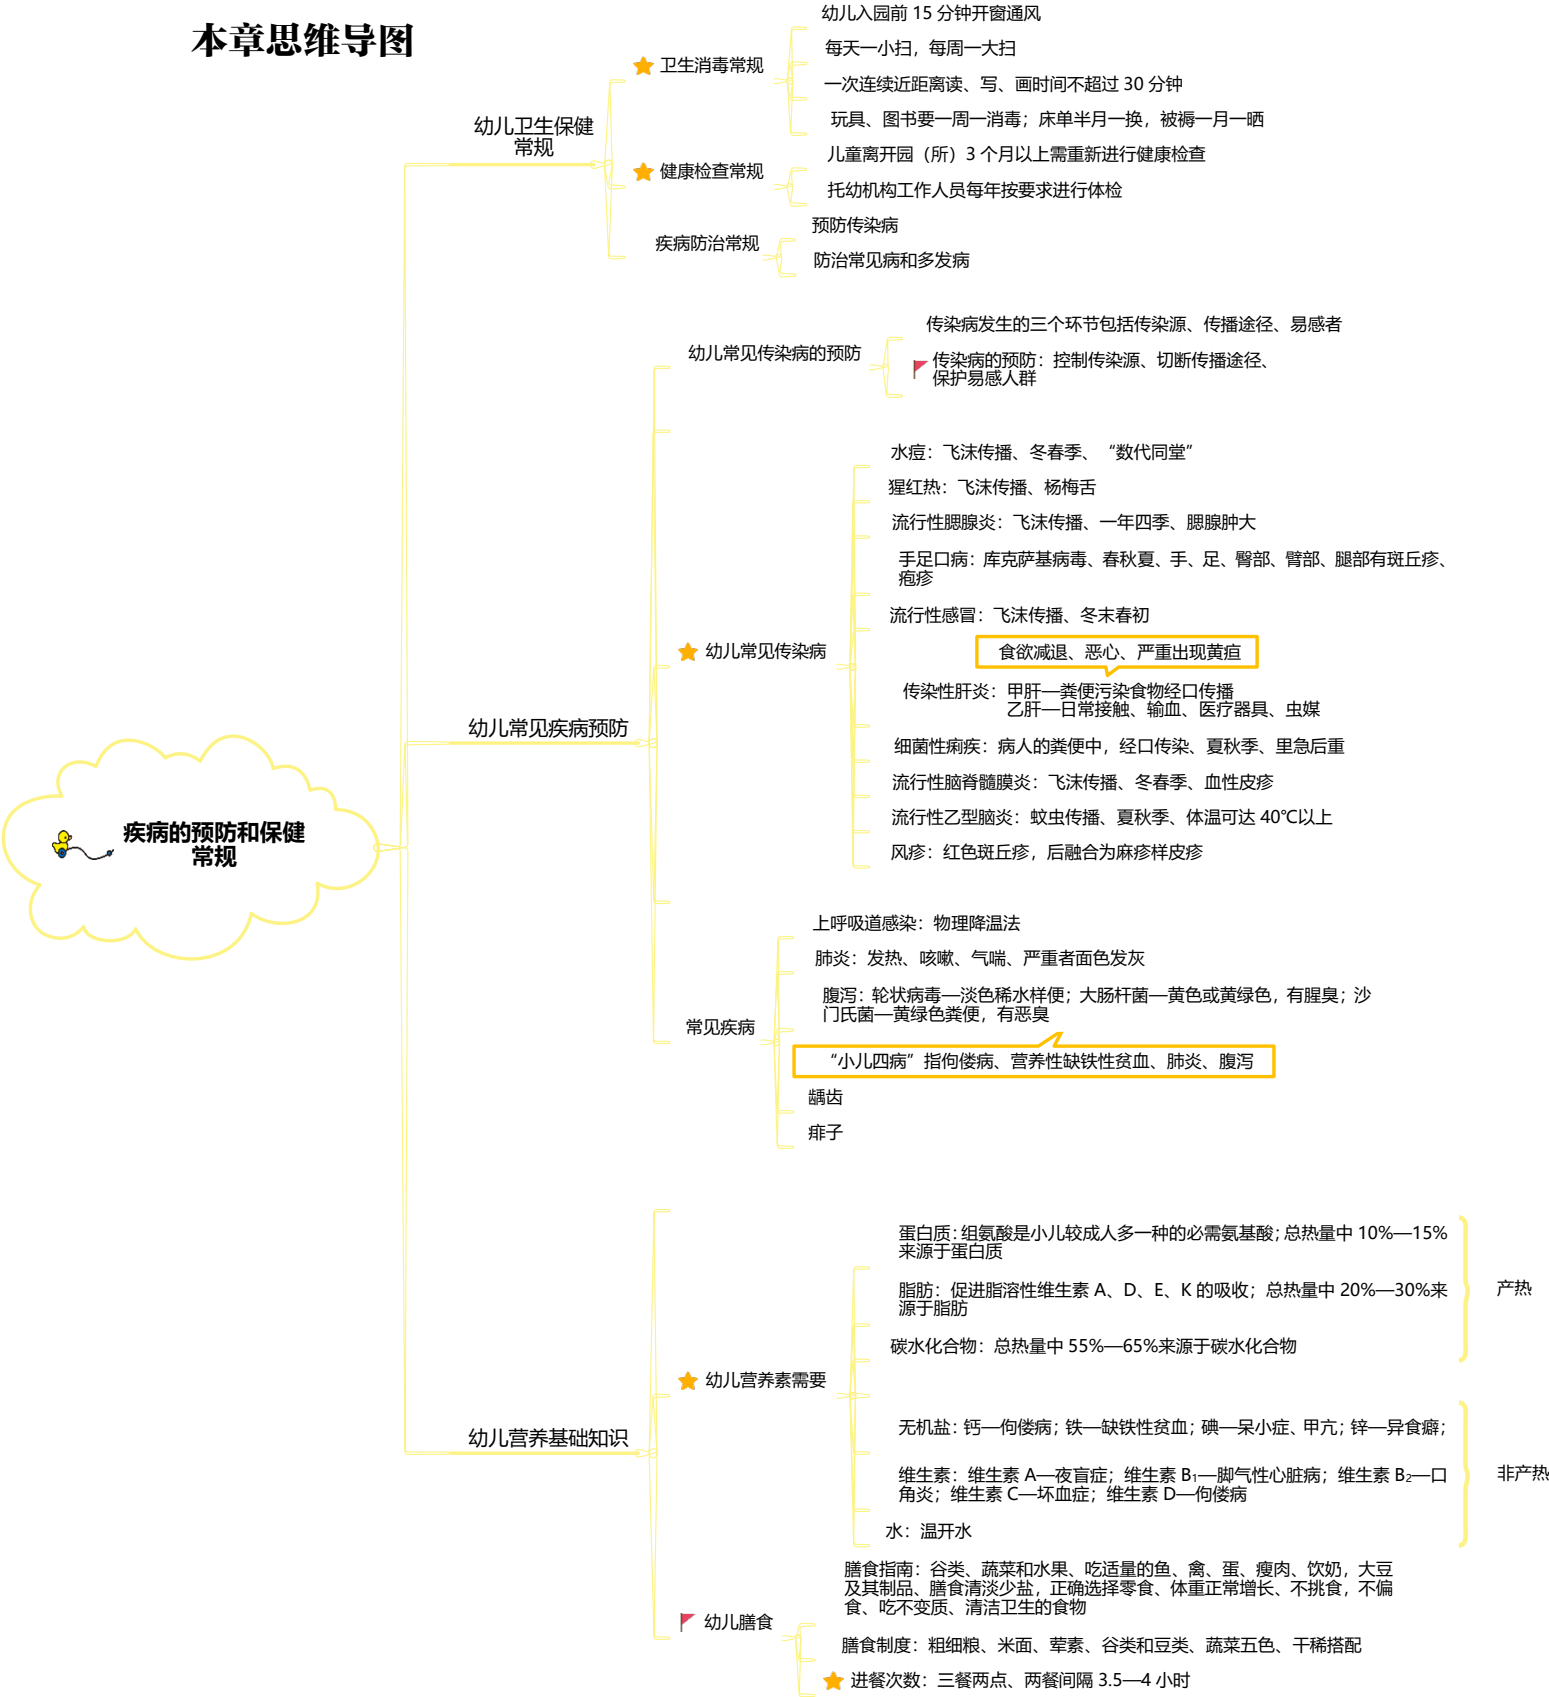 本章思维导图
疾病的预防和保健
常规
幼儿卫生保健
常规
卫生消毒常规
幼儿入园前 15 分钟开窗通风
每天一小扫，每周一大扫
一次连续近距离读、写、画时间不超过 30 分钟
玩具、图书要一周一消毒；床单半月一换，被褥一月一晒
健康检查常规
儿童离开园（所）3 个月以上需重新进行健康检查
托幼机构工作人员每年按要求进行体检
疾病防治常规
预防传染病
防治常见病和多发病
幼儿常见疾病预防
幼儿常见传染病的预防
传染病发生的三个环节包括传染源、传播途径、易感者
传染病的预防：控制传染源、切断传播途径、
保护易感人群
幼儿常见传染病
水痘：飞沫传播、冬春季、“数代同堂”
猩红热：飞沫传播、杨梅舌
流行性腮腺炎：飞沫传播、一年四季、腮腺肿大
手足口病：库克萨基病毒、春秋夏、手、足、臀部、臂部、腿部有斑丘疹、
疱疹
流行性感冒：飞沫传播、冬末春初
食欲减退、恶心、严重出现黄疸
传染性肝炎：甲肝—粪便污染食物经口传播
乙肝—日常接触、输血、医疗器具、虫媒
细菌性痢疾：病人的粪便中，经口传染、夏秋季、里急后重
流行性脑脊髓膜炎：飞沫传播、冬春季、血性皮疹
流行性乙型脑炎：蚊虫传播、夏秋季、体温可达 40℃以上
风疹：红色斑丘疹，后融合为麻疹样皮疹
常见疾病
上呼吸道感染：物理降温法
肺炎：发热、咳嗽、气喘、严重者面色发灰
腹泻：轮状病毒—淡色稀水样便；大肠杆菌—黄色或黄绿色，有腥臭；沙
门氏菌—黄绿色粪便，有恶臭
“小儿四病”指佝偻病、营养性缺铁性贫血、肺炎、腹泻
龋齿
痱子
幼儿营养基础知识
幼儿营养素需要
蛋白质：组氨酸是小儿较成人多一种的必需氨基酸；总热量中 10%—15%
来源于蛋白质
脂肪：促进脂溶性维生素 A、D、E、K 的吸收；总热量中 20%—30%来
源于脂肪
碳水化合物：总热量中 55%—65%来源于碳水化合物
产热
无机盐：钙—佝偻病；铁—缺铁性贫血；碘—呆小症、甲亢；锌—异食癖；
维生素：维生素 A—夜盲症；维生素 B₁—脚气性心脏病；维生素 B₂—口
角炎；维生素 C—坏血症；维生素 D—佝偻病
水：温开水
非产热
幼儿膳食
膳食指南：谷类、蔬菜和水果、吃适量的鱼、禽、蛋、瘦肉、饮奶，大豆
及其制品、膳食清淡少盐，正确选择零食、体重正常增长、不挑食，不偏
食、吃不变质、清洁卫生的食物
膳食制度：粗细粮、米面、荤素、谷类和豆类、蔬菜五色、干稀搭配
进餐次数：三餐两点、两餐间隔 3.5—4 小时